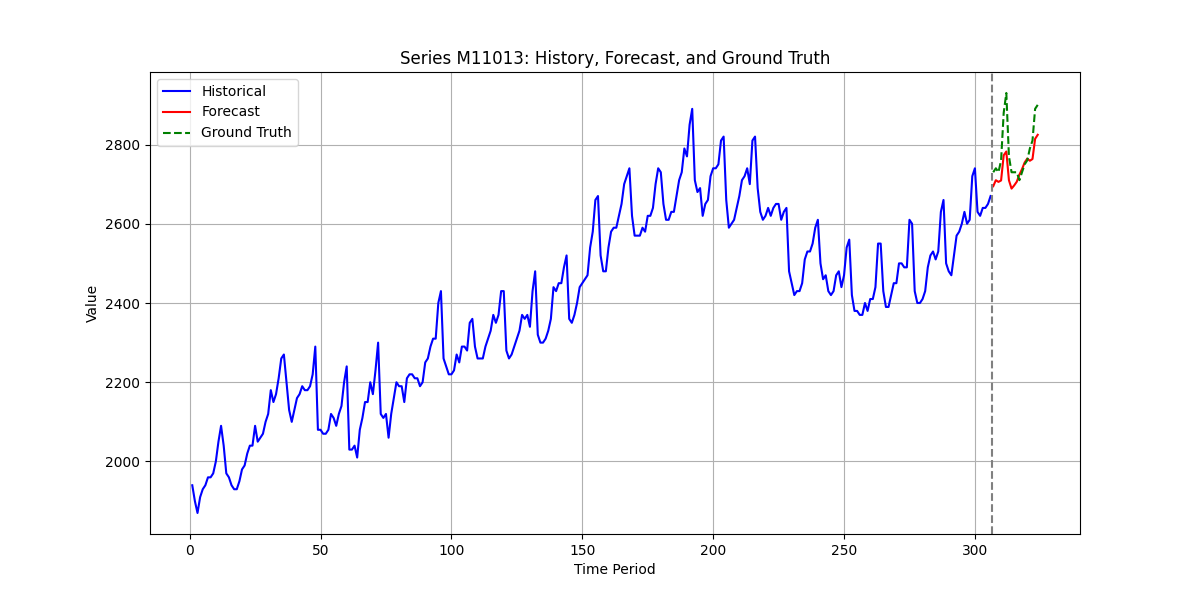 Series M11013: History, Forecast, and Ground Truth
Historical
Forecast
Ground Truth
Value
2800
2600
2400
2200
2000
0 50 100 150 200 250 300
Time Period